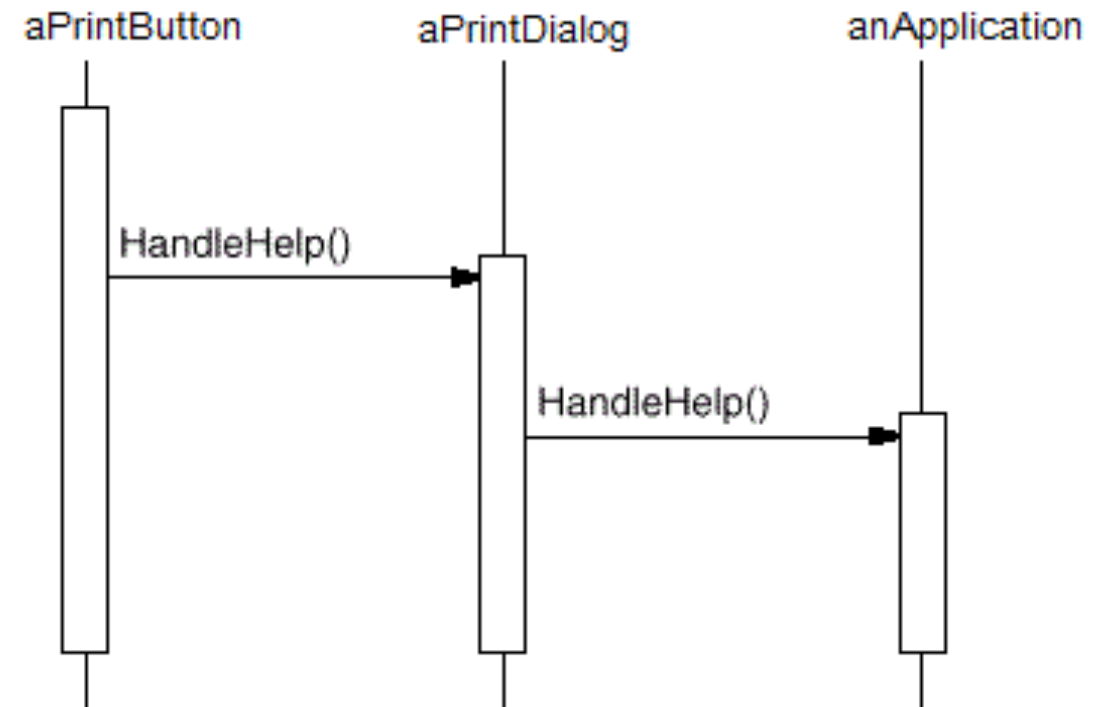 aPrintButton
aPrintDialog
anApplication
HandleHelp()
HandleHelp()